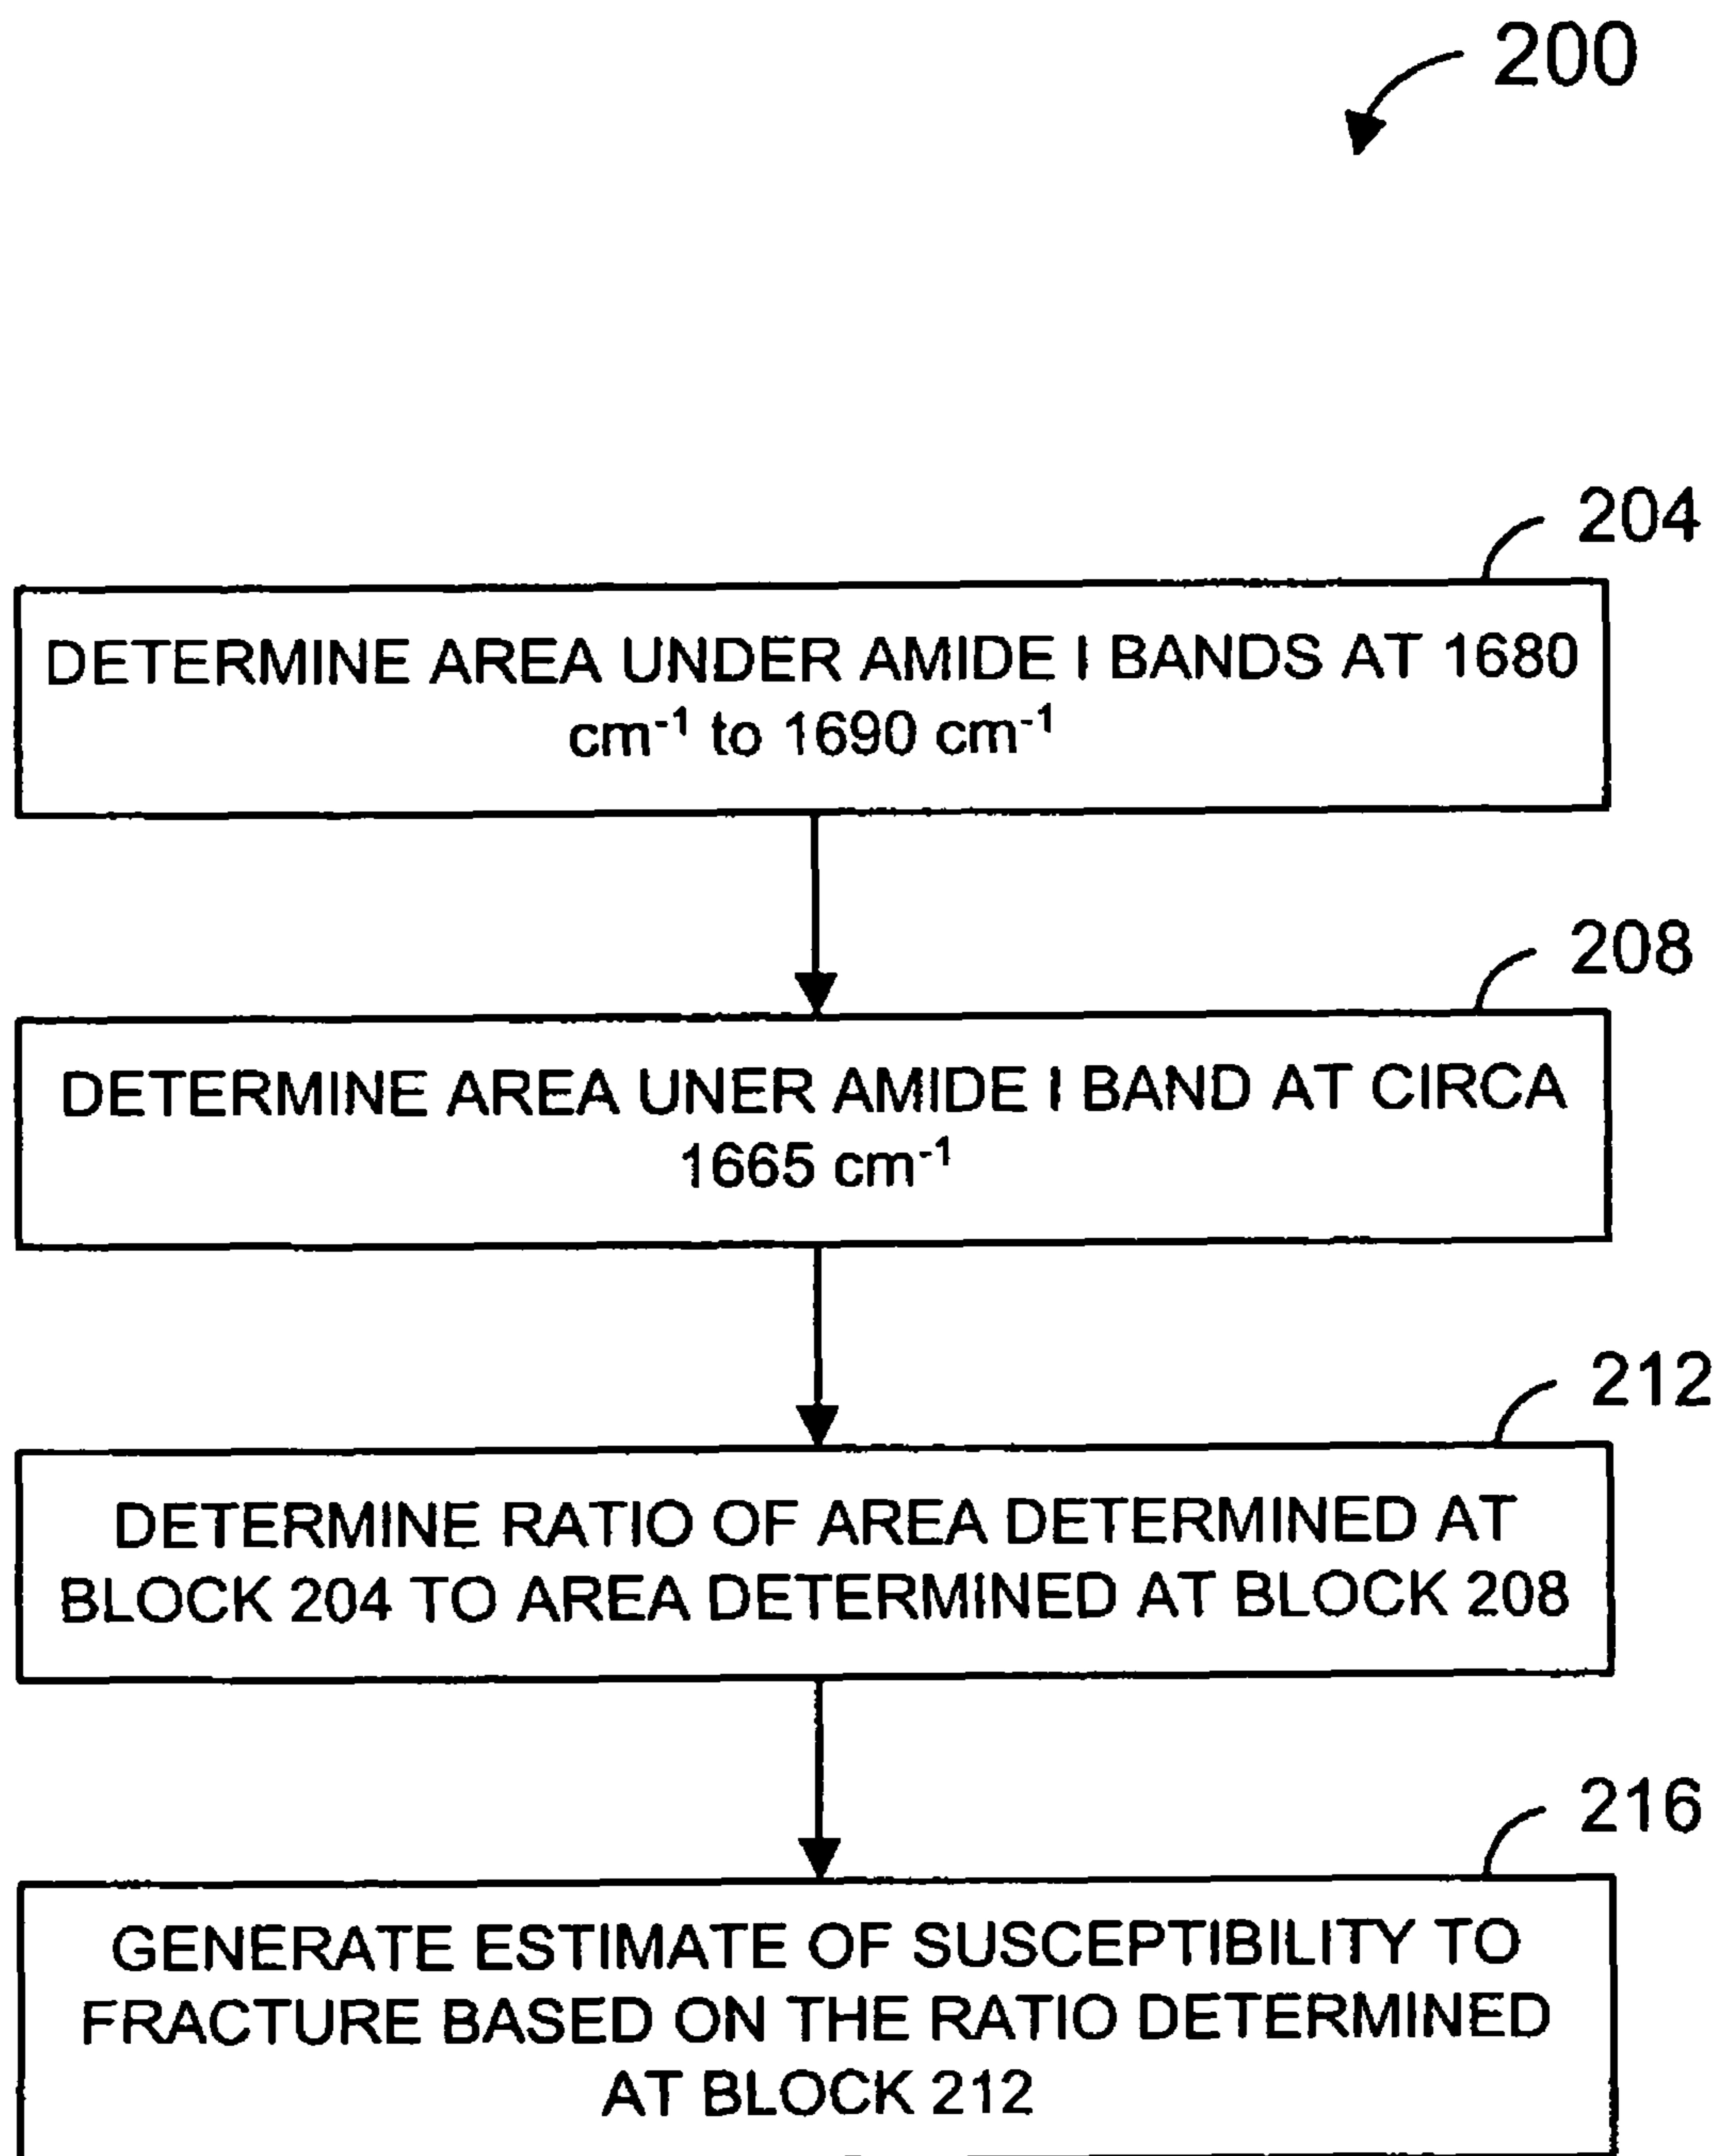 200
204
DETERMINE AREA UNDER AMIDE I BANDS AT 1680
cm⁻¹ to 1690 cm⁻¹
208
DETERMINE AREA UNER AMIDE I BAND AT CIRCA
1665 cm⁻¹
212
DETERMINE RATIO OF AREA DETERMINED AT
BLOCK 204 TO AREA DETERMINED AT BLOCK 208
216
GENERATE ESTIMATE OF SUSCEPTIBILITY TO
FRACTURE BASED ON THE RATIO DETERMINED
AT BLOCK 212